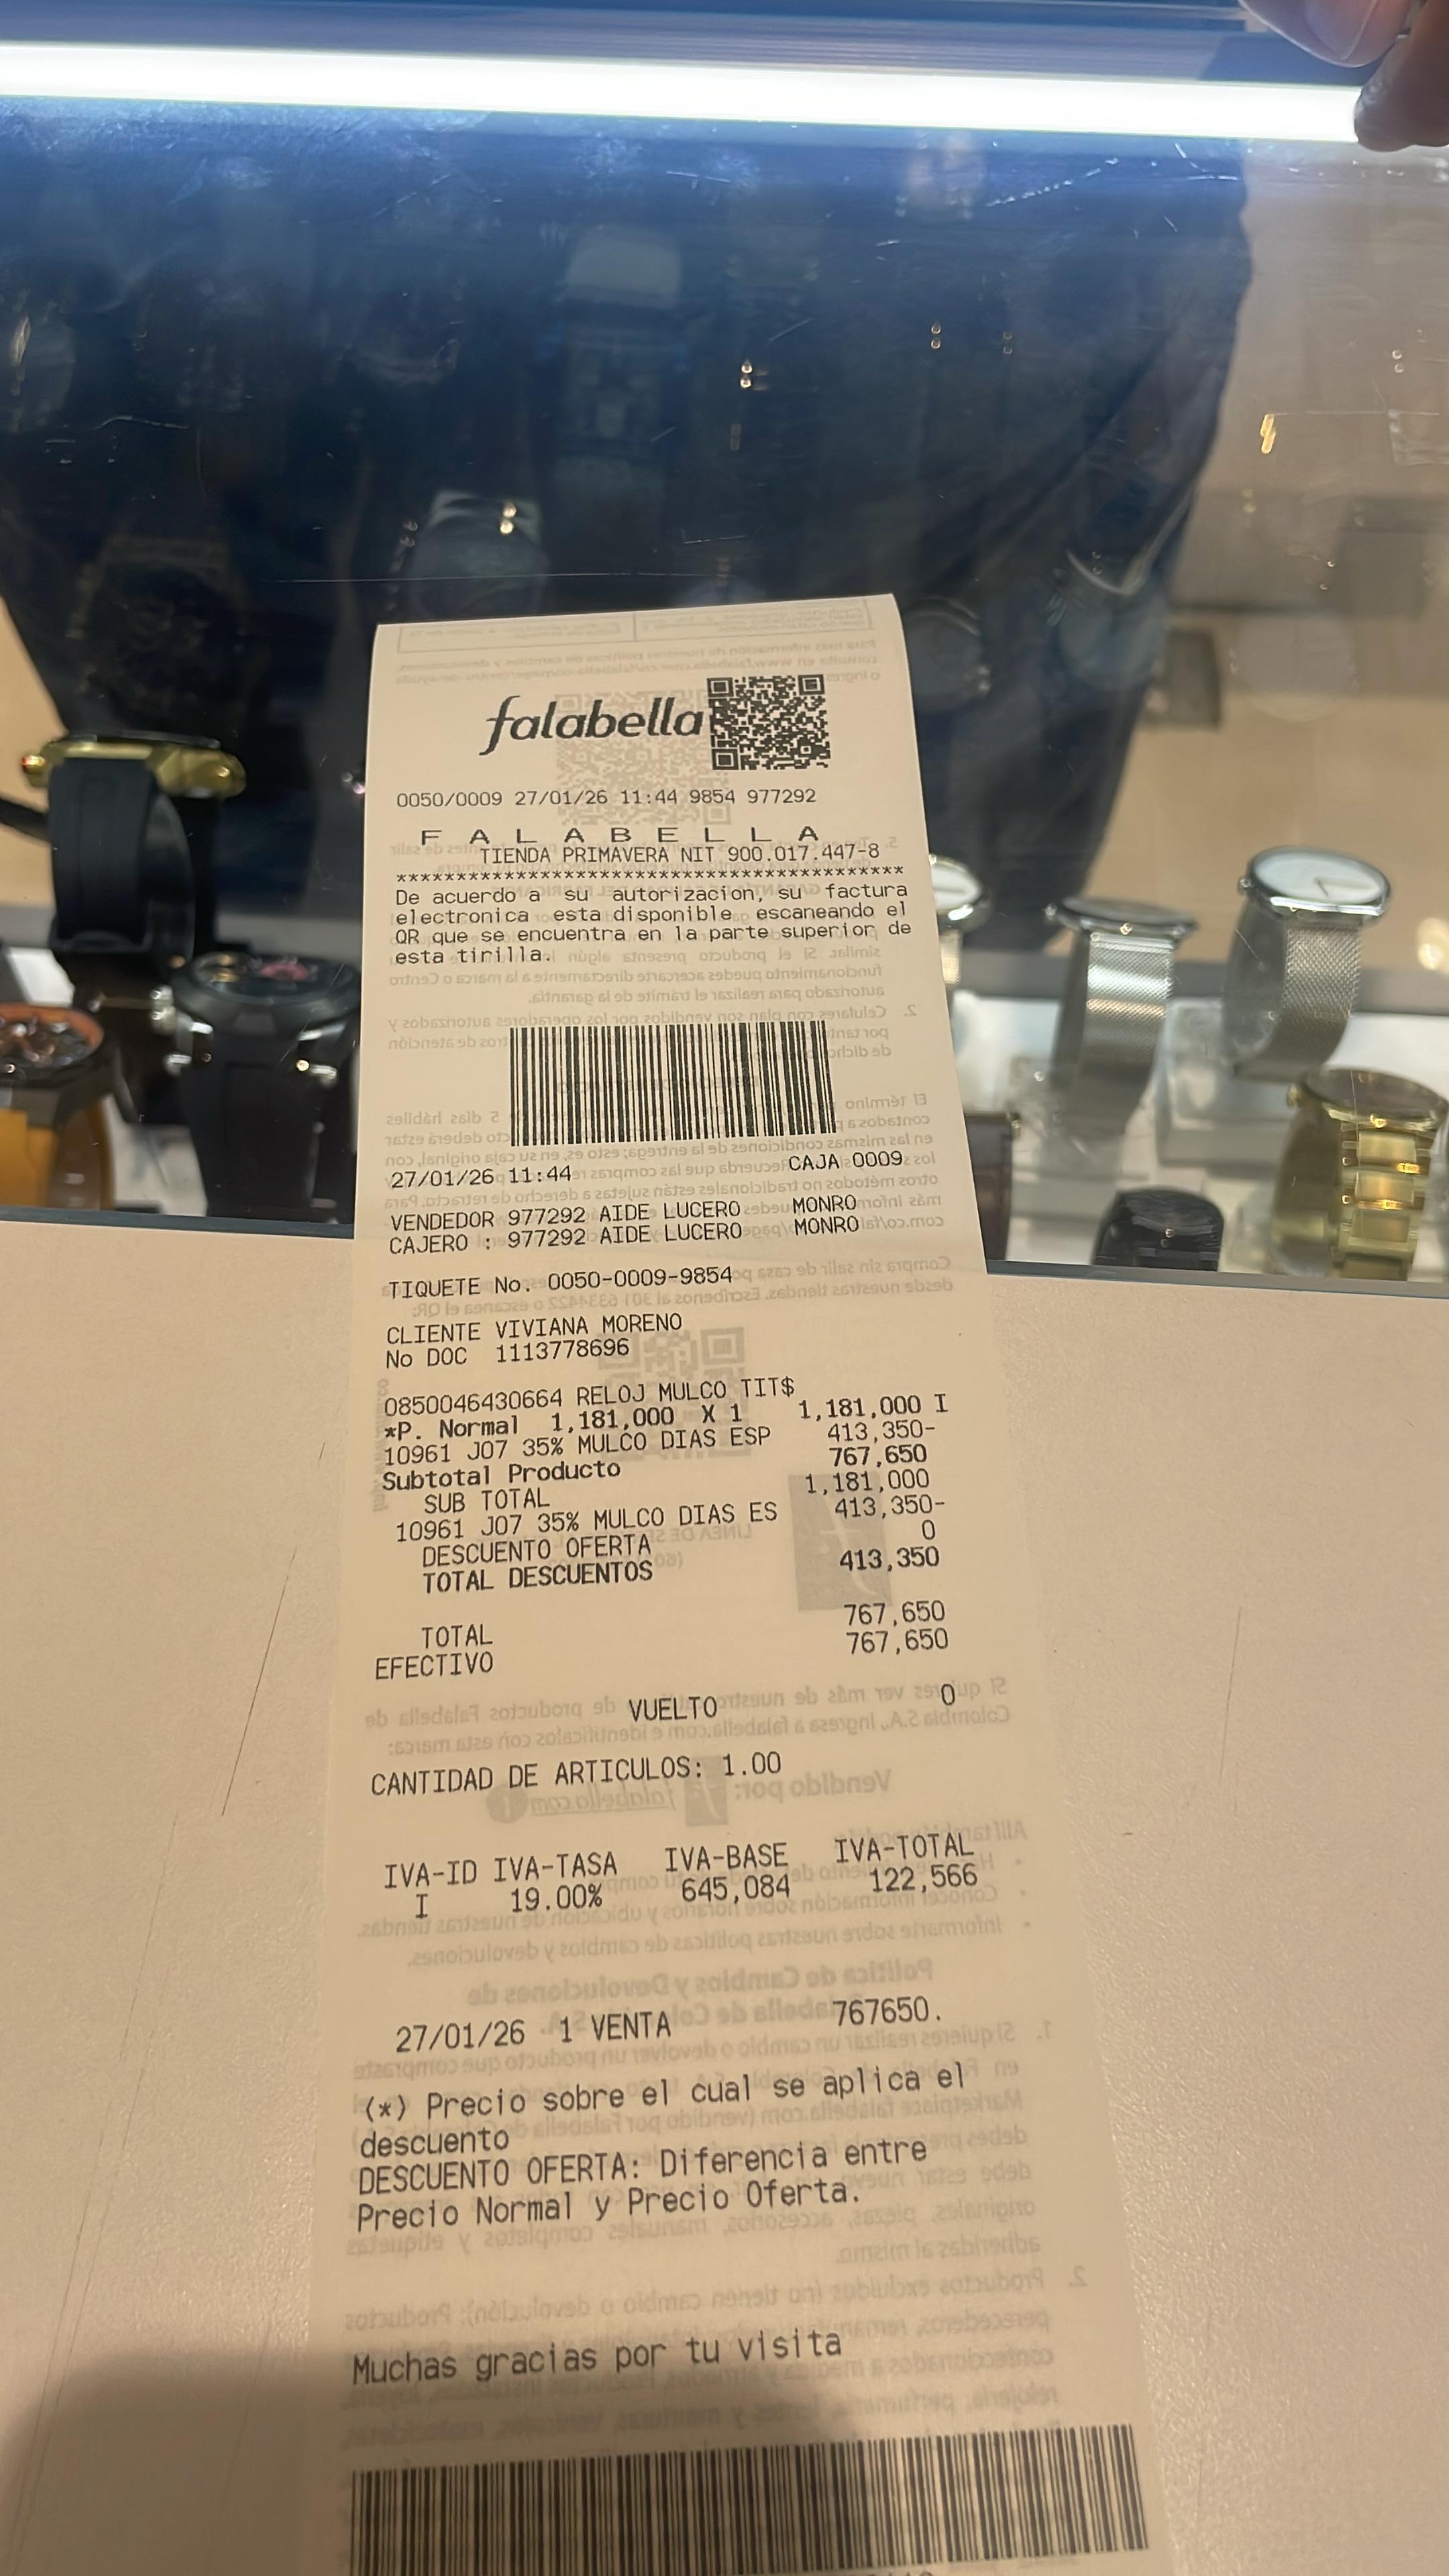 falabella
0050/0009 27/01/26 11:44 9854 977292
F A L A B E L L A
TIENDA PRIMAVERA NIT 900.017.447-8
******************************************
De acuerdo a su autorizacion, su factura
electronica esta disponible escaneando el
QR que se encuentra en la parte superior de
esta tirilla.
27/01/26 11:44 CAJA 0009
VENDEDOR 977292 AIDE LUCERO MONRO
CAJERO : 977292 AIDE LUCERO MONRO
TIQUETE No. 0050-0009-9854
CLIENTE VIVIANA MORENO
No DOC 1113778696
0850046430664 RELOJ MULCO TIT$
*P. Normal 1,181,000 X 1 1,181,000 I
10961 J07 35% MULCO DIAS ESP 413,350-
Subtotal Producto 767,650
SUB TOTAL 1,181,000
10961 J07 35% MULCO DIAS ES 413,350-
DESCUENTO OFERTA 0
TOTAL DESCUENTOS 413,350
TOTAL 767,650
EFECTIVO 767,650
VUELTO 0
CANTIDAD DE ARTICULOS: 1.00
IVA-ID IVA-TASA IVA-BASE IVA-TOTAL
I 19.00% 645,084 122,566
27/01/26 1 VENTA 767650.
(*) Precio sobre el cual se aplica el
descuento
DESCUENTO OFERTA: Diferencia entre
Precio Normal y Precio Oferta.
Muchas gracias por tu visita